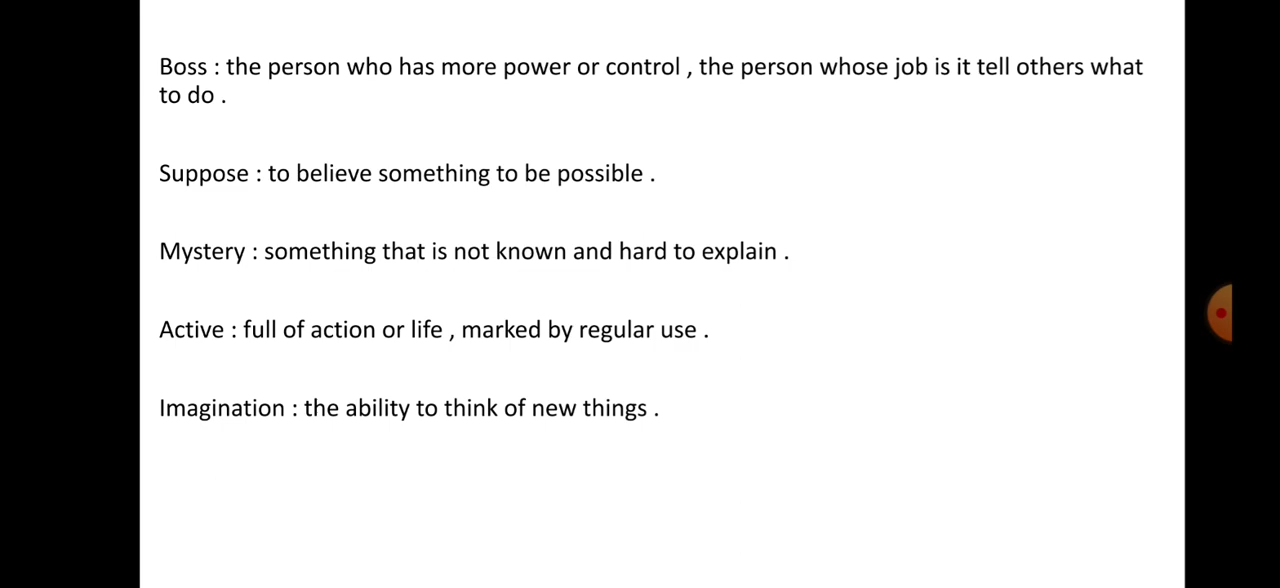 Boss : the person who has more power or control , the person whose job is it tell others what
to do .
Suppose : to believe something to be possible .
Mystery : something that is not known and hard to explain .
Active : full of action or life , marked by regular use .
Imagination : the ability to think of new things .